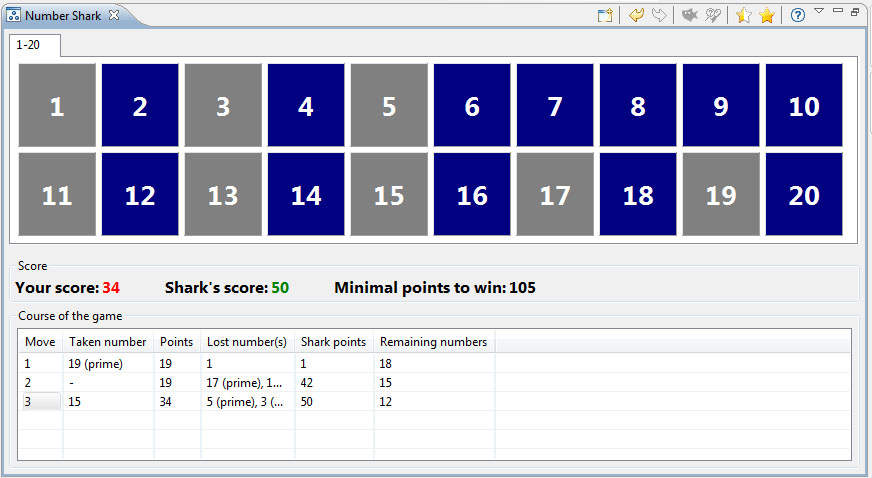 Number Shark
1-20
1 2 3 4 5 6 7 8 9 10
11 12 13 14 15 16 17 18 19 20
Score
Your score: 34 Shark's score: 50 Minimal points to win: 105
Course of the game
Move Taken number Points Lost number(s) Shark points Remaining numbers
1 19 (prime) 19 1 1 18
2 - 19 17 (prime), 1... 42 15
3 15 34 5 (prime), 3 (... 50 12